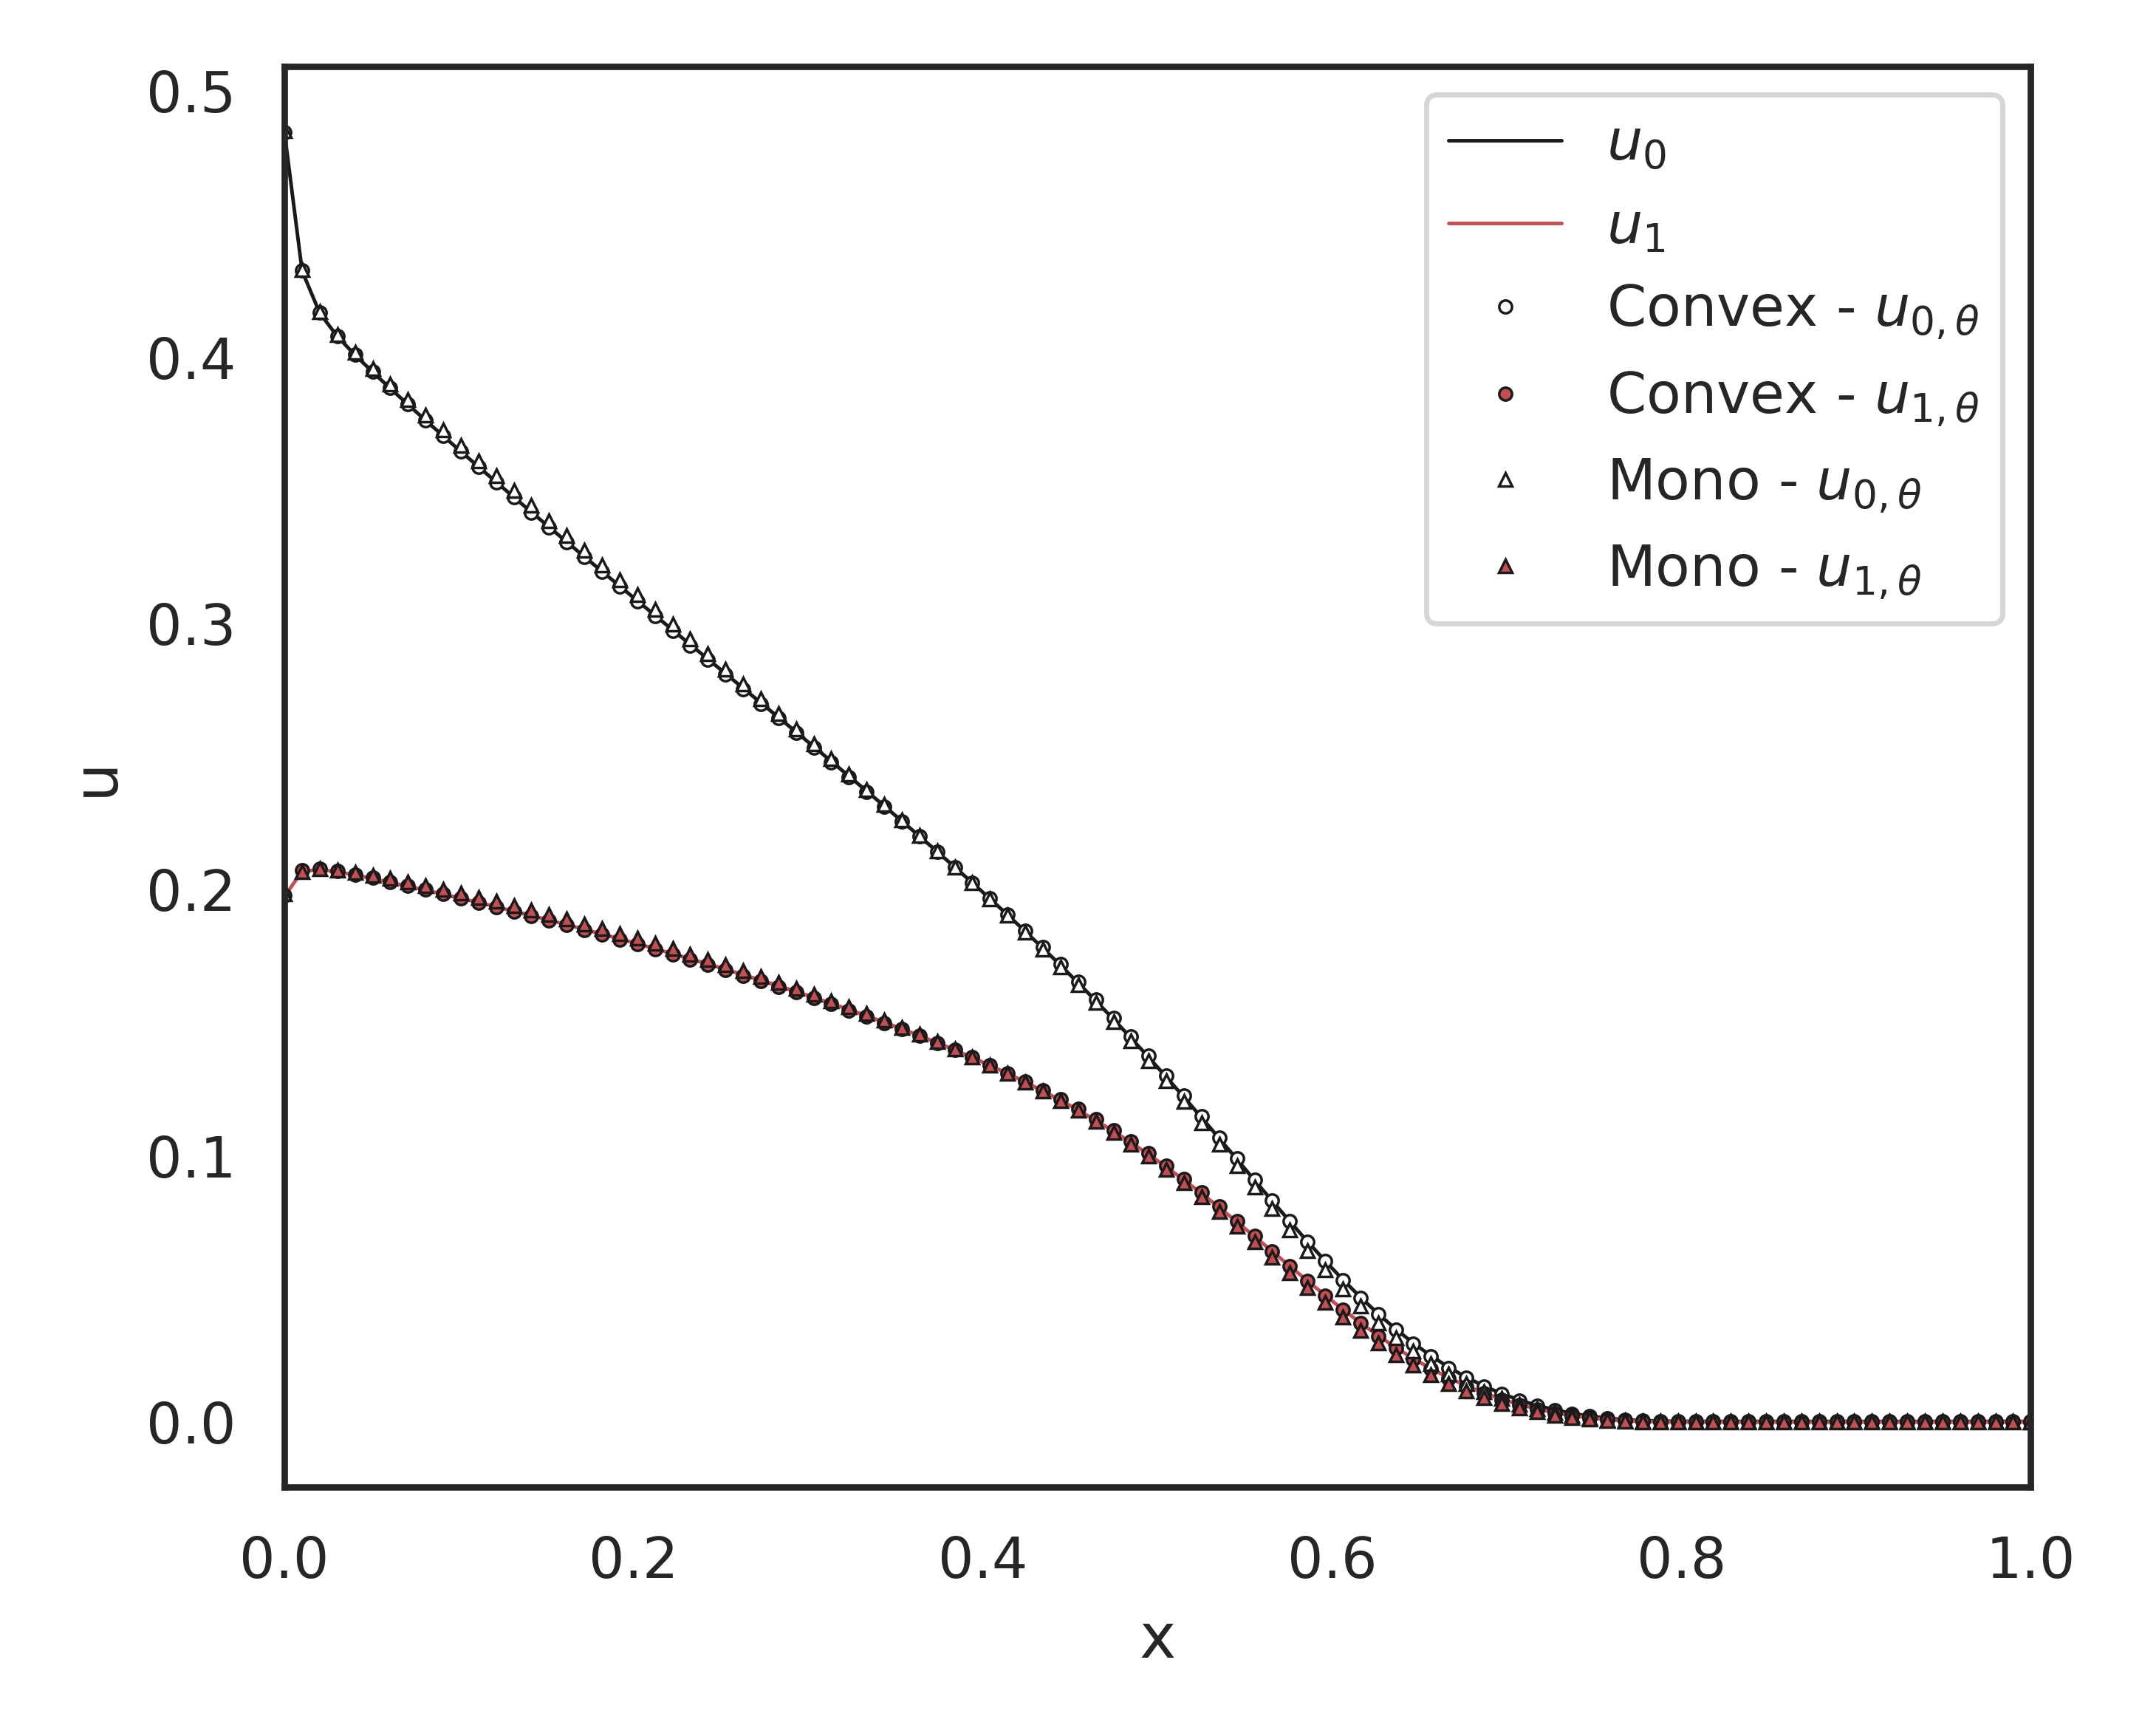 0.5
0.4
0.3
0.2
0.1
0.0
u
0.0 0.2 0.4 0.6 0.8 1.0
x
u₀
u₁
Convex - u₀,θ
Convex - u₁,θ
Mono - u₀,θ
Mono - u₁,θ